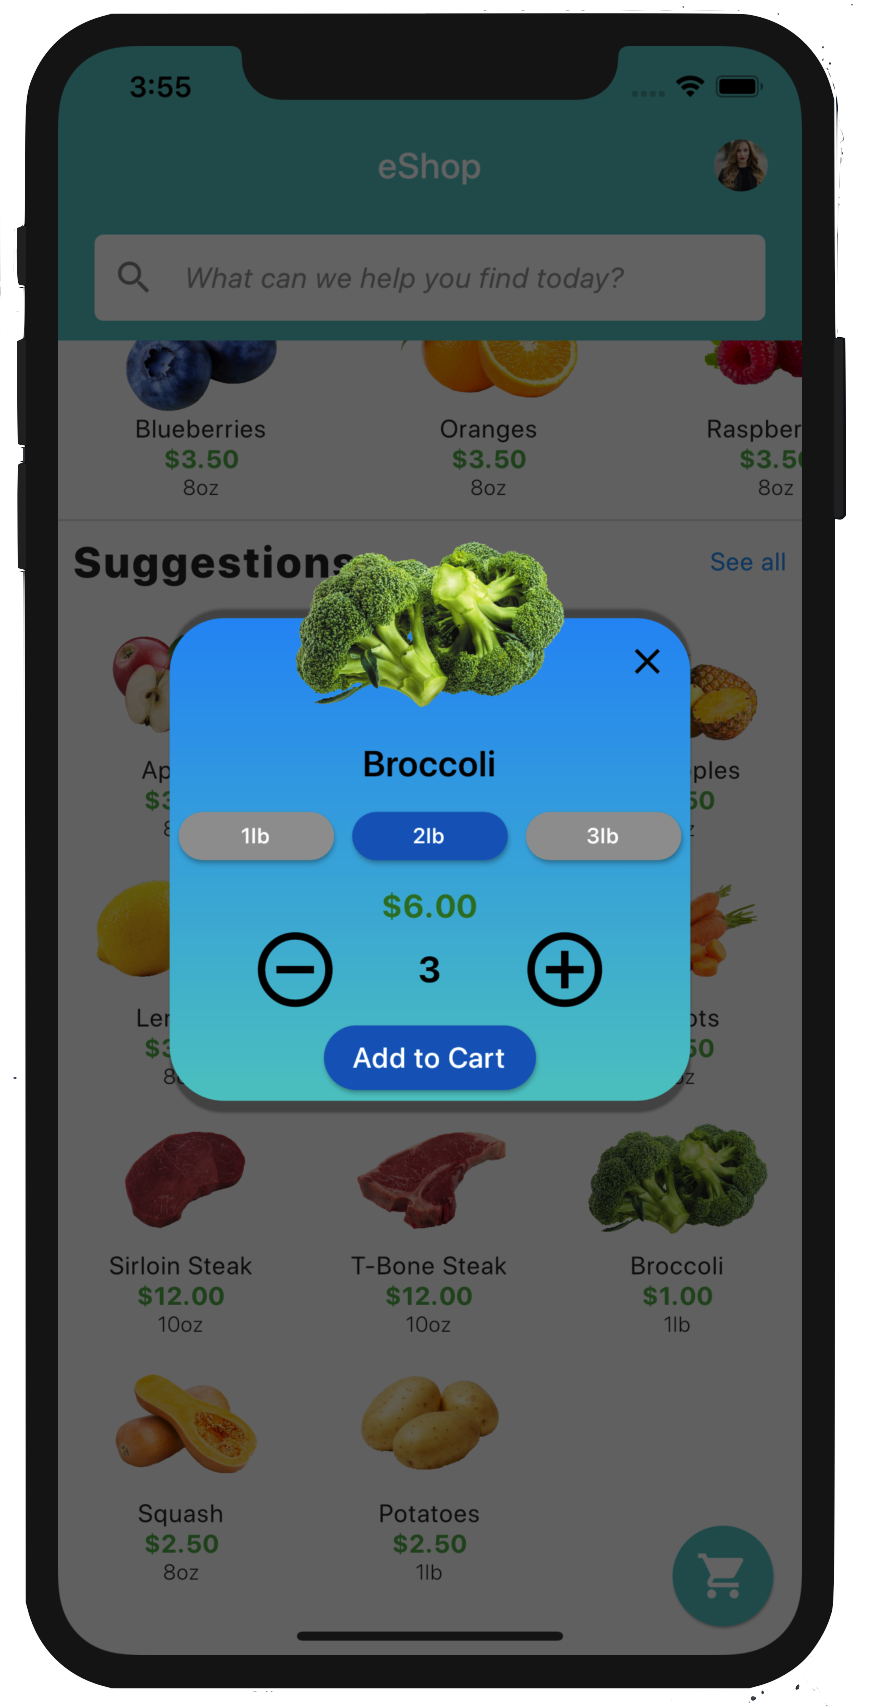 3:55
eShop
What can we help you find today?
Blueberries Oranges Raspber
$3.50 $3.50 $3.5
8oz 8oz 8oz
Suggestions See all
Broccoli
Ap ples
$3 50
1lb 2lb 3lb
$6.00
3
Ler ots
$3 50
Add to Cart
Sirloin Steak T-Bone Steak Broccoli
$12.00 $12.00 $1.00
10oz 10oz 1lb
Squash Potatoes
$2.50 $2.50
8oz 1lb